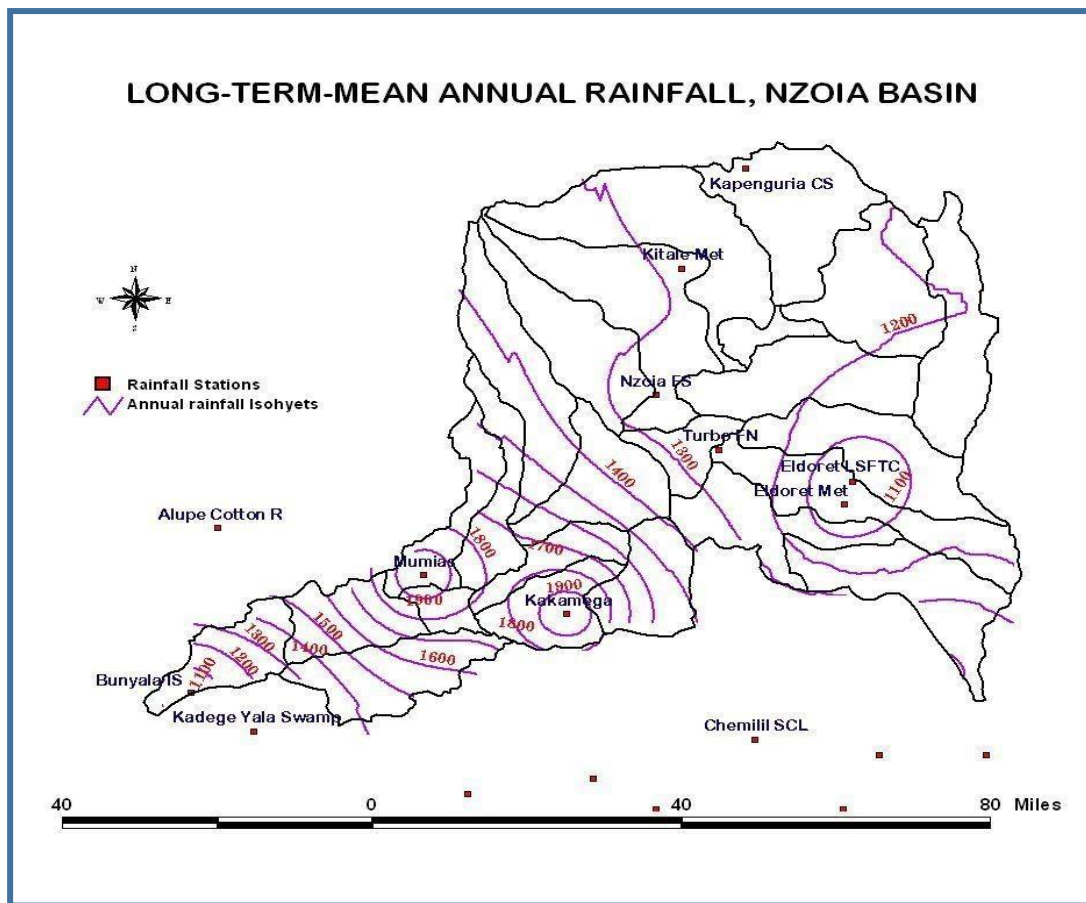 LONG-TERM-MEAN ANNUAL RAINFALL, NZOIA BASIN
Kapenguria CS
N
W E
S
Kitale Met
1200
Rainfall Stations
Annual rainfall Isohyets
Nzoia FS
Turbo FN
1300
1400
Eldoret LSFTC
1100
Eldoret Met
Alupe Cotton R
1800
1700
Mumias
1900
1900
Kakamega
1800
1500
1300
1400
1200
1600
1100
Bunyala IS
Kadege Yala Swamp
Chemilil SCL
40 0 40 80 Miles